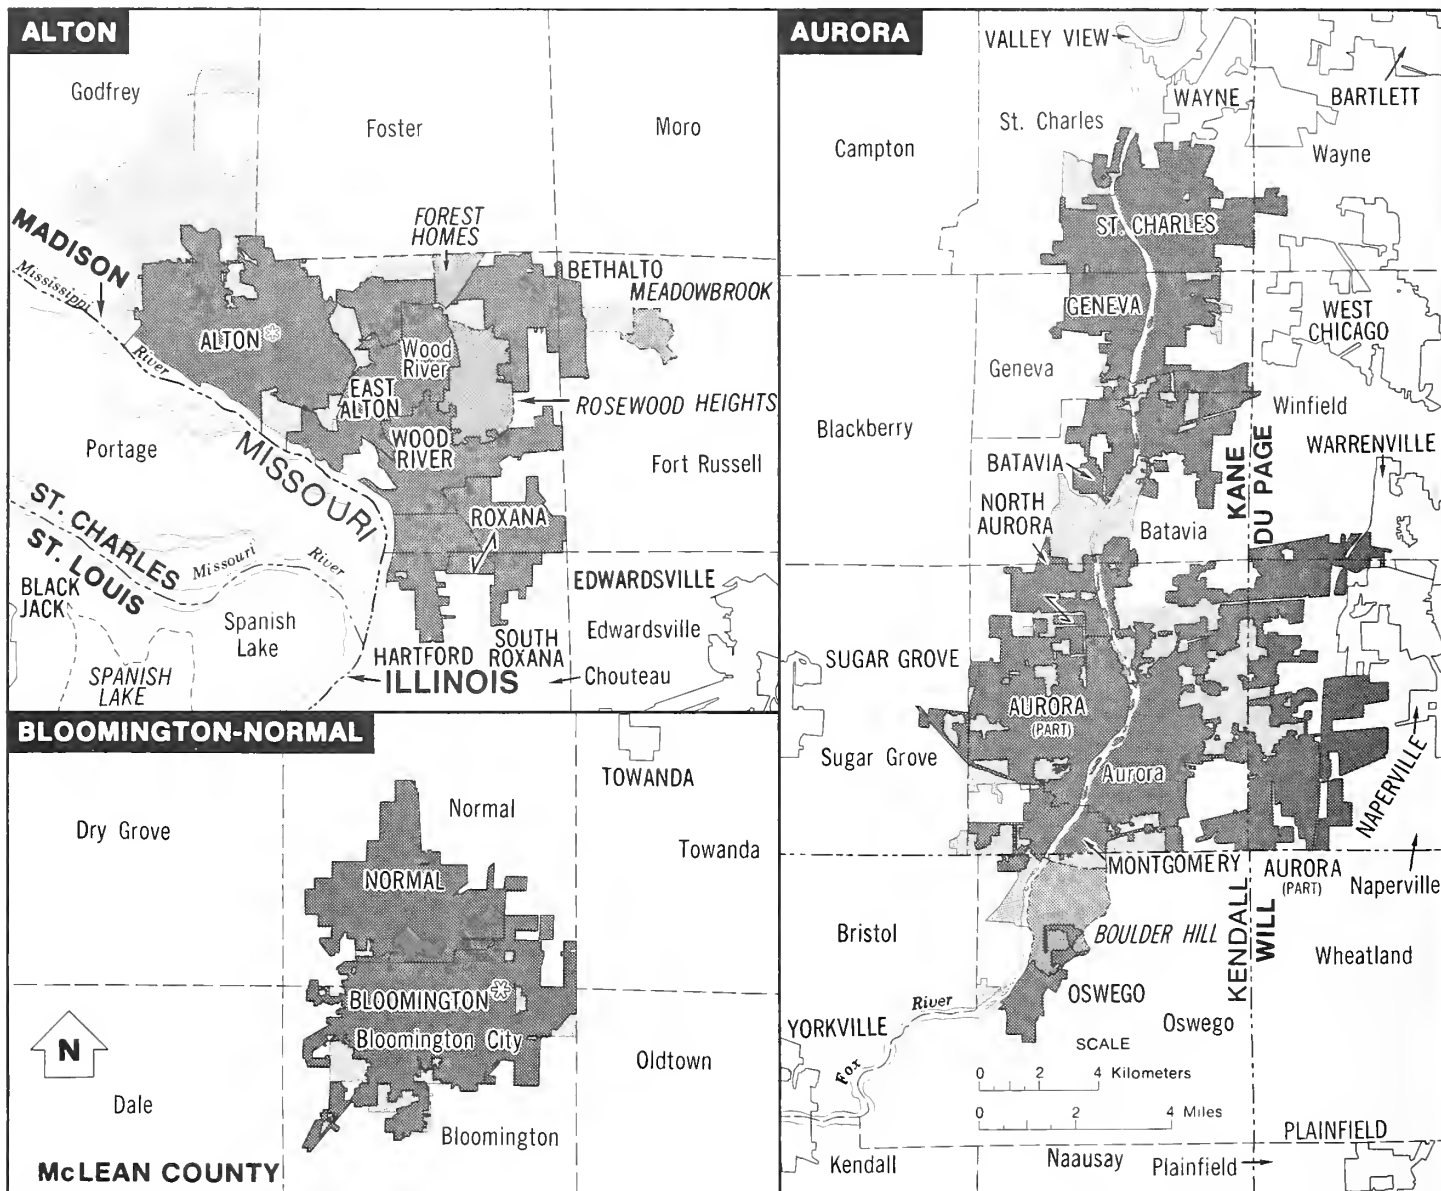 ALTON
Godfrey
Foster
Moro
FOREST
HOMES
MADISON
Mississippi
River
BETHALTO
MEADOWBROOK
ALTON
Wood
River
EAST
ALTON
ROSEWOOD HEIGHTS
WOOD
RIVER
Portage
MISSOURI
Fort Russell
ST. CHARLES
ST. LOUIS
Missouri River
ROXANA
BLACK
JACK
Spanish
Lake
SPANISH
LAKE
EDWARDSVILLE
Edwardsville
HARTFORD
SOUTH
ROXANA
ILLINOIS
Chouteau
BLOOMINGTON-NORMAL
TOWANDA
Dry Grove
Normal
Towanda
NORMAL
BLOOMINGTON
Bloomington City
N
Oldtown
Dale
Bloomington
McLEAN COUNTY
AURORA
VALLEY VIEW
WAYNE
BARTLETT
St. Charles
Campton
Wayne
ST. CHARLES
GENEVA
WEST
CHICAGO
Geneva
Blackberry
Winfield
KANE
DU PAGE
WARRENVILLE
BATAVIA
NORTH
AURORA
Batavia
SUGAR GROVE
AURORA
(PART)
Sugar Grove
Aurora
NAPERVILLE
MONTGOMERY
AURORA
(PART)
Naperville
KENDALL
WILL
Bristol
BOULDER HILL
Wheatland
OSWEGO
Oswego
YORKVILLE
Fox River
SCALE
0 2 4 Kilometers
0 2 4 Miles
PLAINFIELD
Kendall
Naausay
Plainfield